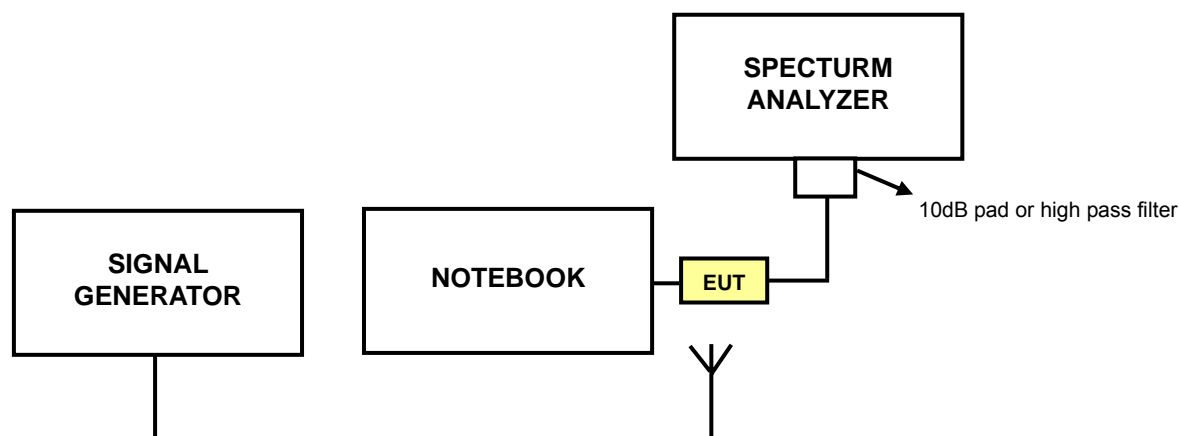 SPECTURM
ANALYZER
10dB pad or high pass filter
SIGNAL
GENERATOR
NOTEBOOK
EUT